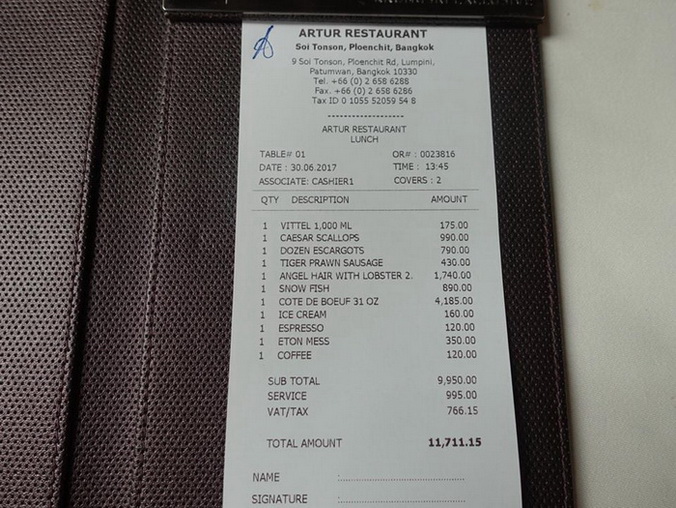 ARTUR RESTAURANT
Soi Tonson, Ploenchit, Bangkok
9 Soi Tonson, Ploenchit Rd, Lumpini,
Patumwan, Bangkok 10330
Tel. +66 (0) 2 658 6288
Fax. +66 (0) 2 658 6286
Tax ID 0 1055 52059 54 8
-------------------
ARTUR RESTAURANT
LUNCH
TABLE# 01 OR# : 0023816
DATE : 30.06.2017 TIME : 13:45
ASSOCIATE: CASHIER1 COVERS : 2
QTY DESCRIPTION AMOUNT
1 VITTEL 1,000 ML 175.00
1 CAESAR SCALLOPS 990.00
1 DOZEN ESCARGOTS 790.00
1 TIGER PRAWN SAUSAGE 430.00
1 ANGEL HAIR WITH LOBSTER 2. 1,740.00
1 SNOW FISH 890.00
1 COTE DE BOEUF 31 OZ 4,185.00
1 ICE CREAM 160.00
1 ESPRESSO 120.00
1 ETON MESS 350.00
1 COFFEE 120.00
SUB TOTAL 9,950.00
SERVICE 995.00
VAT/TAX 766.15
TOTAL AMOUNT 11,711.15
NAME :
SIGNATURE :